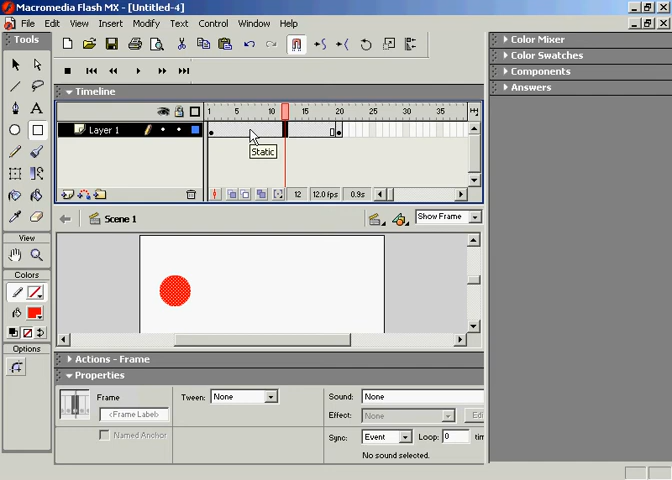 Macromedia Flash MX - [Untitled-4]
File Edit View Insert Modify Text Control Window Help
Tools
Timeline
1 5 10 15 20 25 30 35 40
Layer 1
Static
12 12.0 fps 0.9s
Scene 1
Show Frame
View
Colors
Options
Actions - Frame
Properties
Frame
<Frame Label>
Named Anchor
Tween: None
Sound: None
Effect: None
Sync: Event Loop: 0
No sound selected.
Color Mixer
Color Swatches
Components
Answers